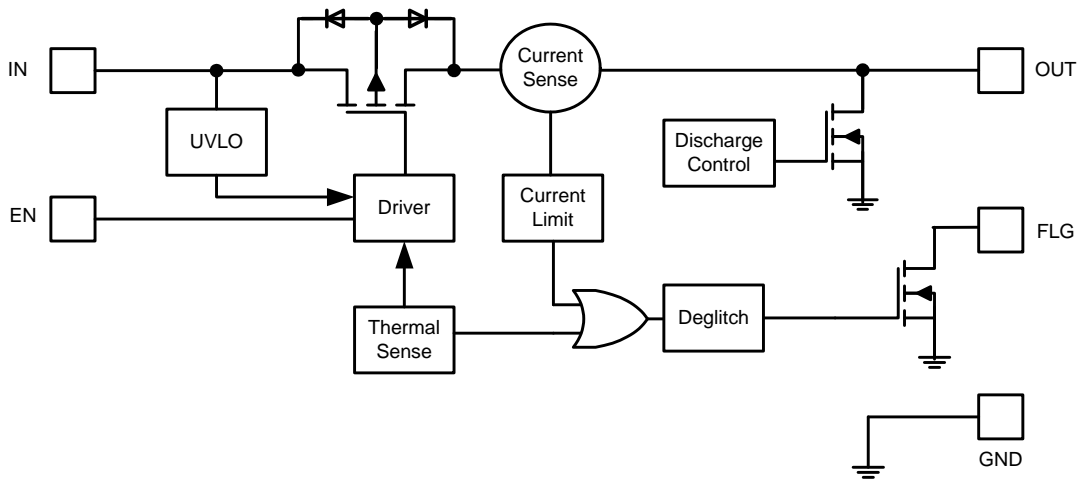 IN
UVLO
EN
Driver
Thermal
Sense
Current
Sense
Current
Limit
Discharge
Control
Deglitch
OUT
FLG
GND